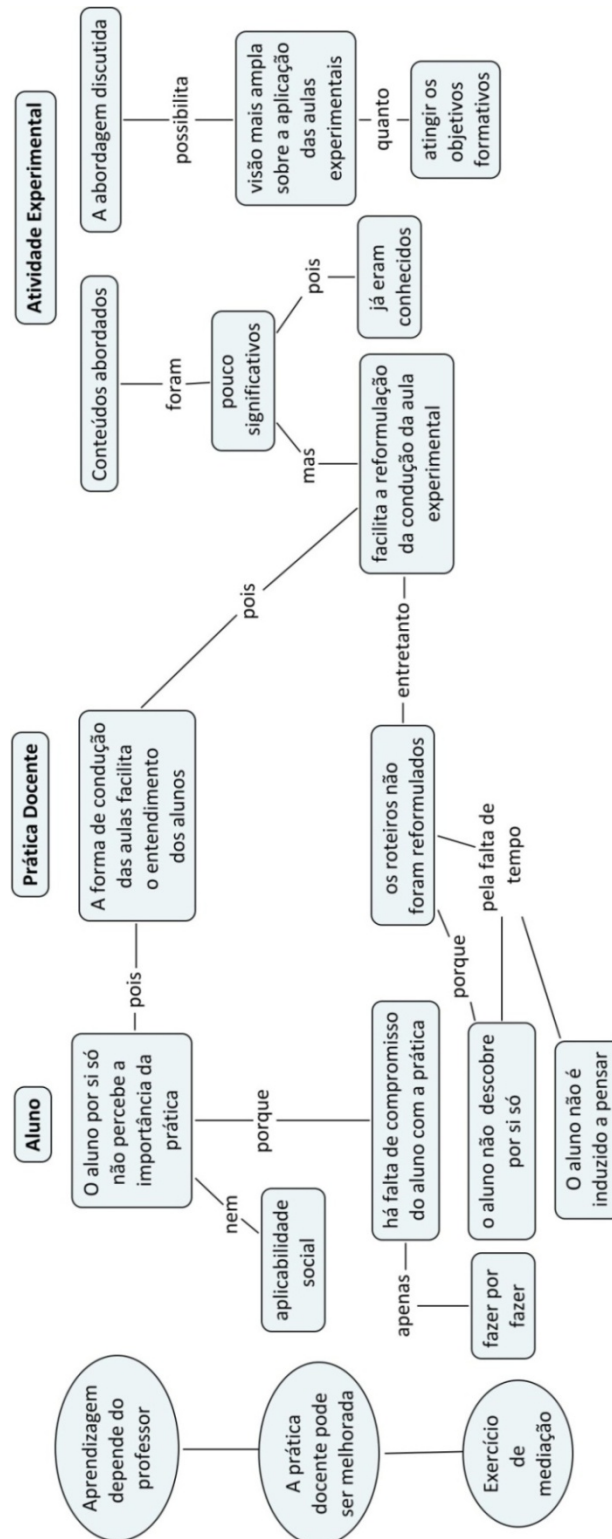 Aprendizagem
depende do
professor
A prática
docente pode
ser melhorada
Exercício
de
mediação
Aluno
O aluno por si só
não percebe a
importância da
prática
nem
aplicabilidade
social
porque
há falta de compromisso
do aluno com a prática
apenas
fazer por
fazer
pois
Prática Docente
A forma de condução
das aulas facilita
o entendimento
dos alunos
os roteiros não
foram reformulados
porque
pela falta de
tempo
o aluno não descobre
por si só
O aluno não é
induzido a pensar
pois
entretanto
Atividade Experimental
Conteúdos abordados
foram
pouco
significativos
pois
já eram
conhecidos
mas
facilita a reformulação
da condução da aula
experimental
A abordagem discutida
possibilita
visão mais ampla
sobre a aplicação
das aulas
experimentais
quanto
atingir os
objetivos
formativos